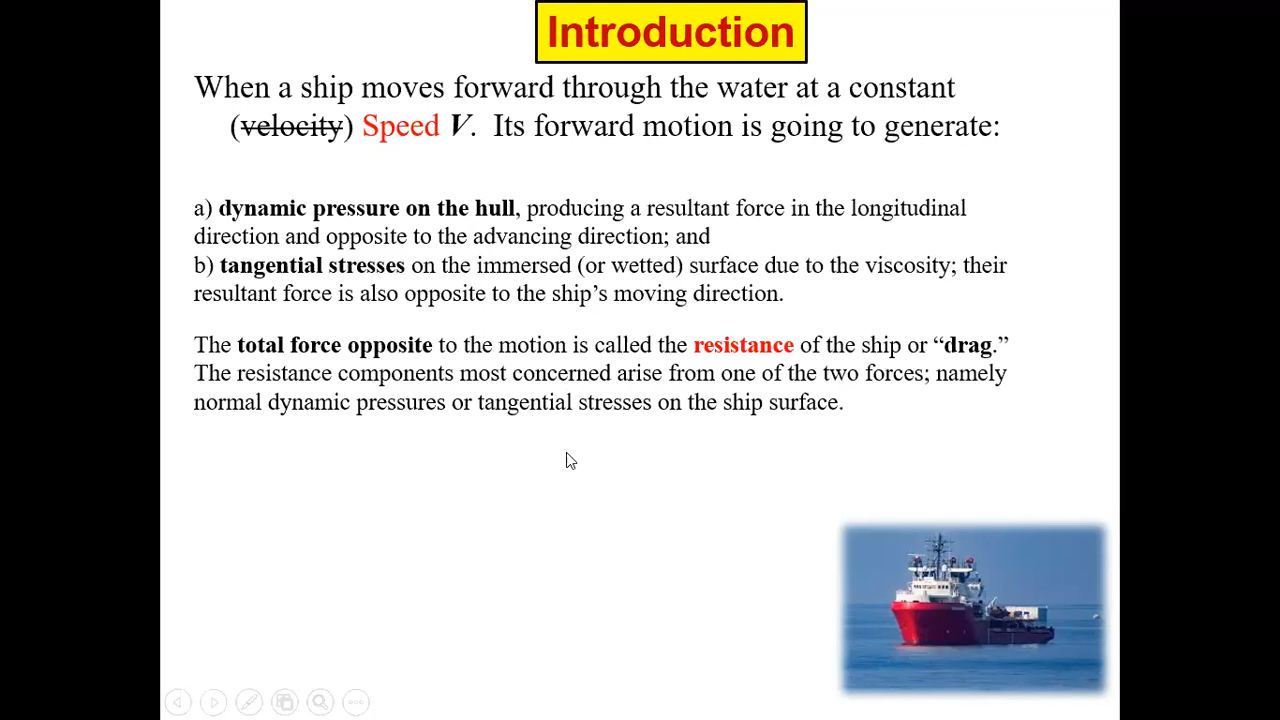 Introduction
When a ship moves forward through the water at a constant
(velocity) Speed V. Its forward motion is going to generate:
a) dynamic pressure on the hull, producing a resultant force in the longitudinal
direction and opposite to the advancing direction; and
b) tangential stresses on the immersed (or wetted) surface due to the viscosity; their
resultant force is also opposite to the ship’s moving direction.
The total force opposite to the motion is called the resistance of the ship or “drag.”
The resistance components most concerned arise from one of the two forces; namely
normal dynamic pressures or tangential stresses on the ship surface.